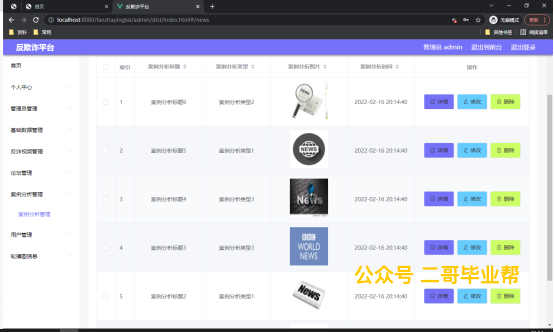 首页
反欺诈平台
localhost:8080/fanzhapingtai/admin/dist/index.html#/news
无痕模式
更新
资料
常用
其他书签
阅读清单
反欺诈平台
管理员 admin
退出到前台
退出登录
首页
个人中心
管理员管理
基础数据管理
反诈视频管理
论坛管理
案例分析管理
案例分析管理
用户管理
轮播图信息
索引 案例分析标题 案例分析类型 案例分析图片 案例分析时间 操作
1 案例分析标题6 案例分析类型2 2022-02-16 20:14:40 详情 修改 删除
2 案例分析标题5 案例分析类型1 NEWS 2022-02-16 20:14:40 详情 修改 删除
3 案例分析标题4 案例分析类型3 News 2022-02-16 20:14:40 详情 修改 删除
4 案例分析标题3 案例分析类型3 BBC WORLD NEWS 2022-02-16 20:14:40 详情 修改 删除
公众号 二哥毕业帮
5 案例分析标题2 案例分析类型1 News 2022-02-16 20:14:40 详情 修改 删除